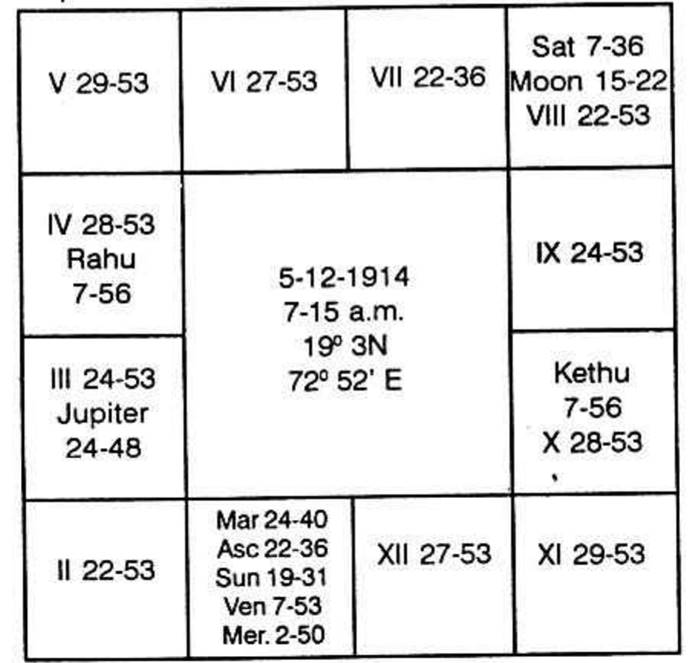 V 29-53
VI 27-53
VII 22-36
Sat 7-36
Moon 15-22
VIII 22-53
IV 28-53
Rahu
7-56
5-12-1914
7-15 a.m.
19º 3N
72º 52' E
IX 24-53
III 24-53
Jupiter
24-48
Kethu
7-56
X 28-53
II 22-53
Mar 24-40
Asc 22-36
Sun 19-31
Ven 7-53
Mer. 2-50
XII 27-53
XI 29-53